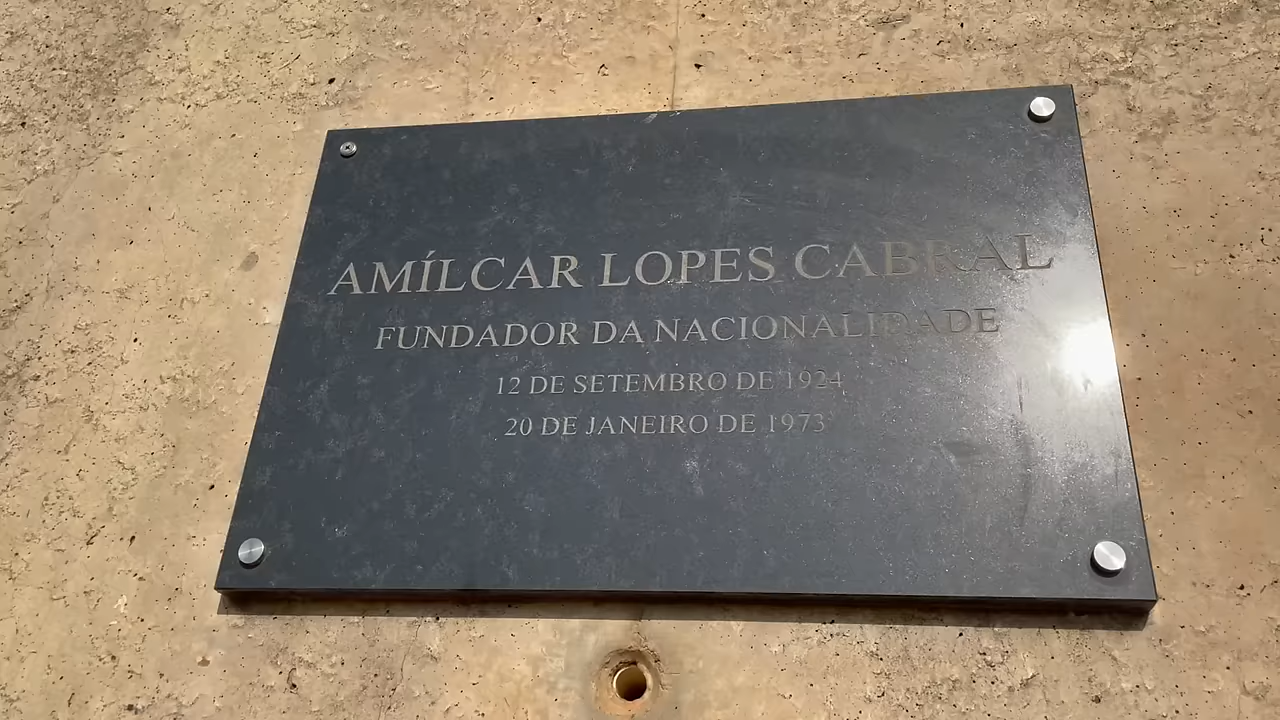 AMÍLCAR LOPES CABRAL
FUNDADOR DA NACIONALIDADE
12 DE SETEMBRO DE 1924
20 DE JANEIRO DE 1973